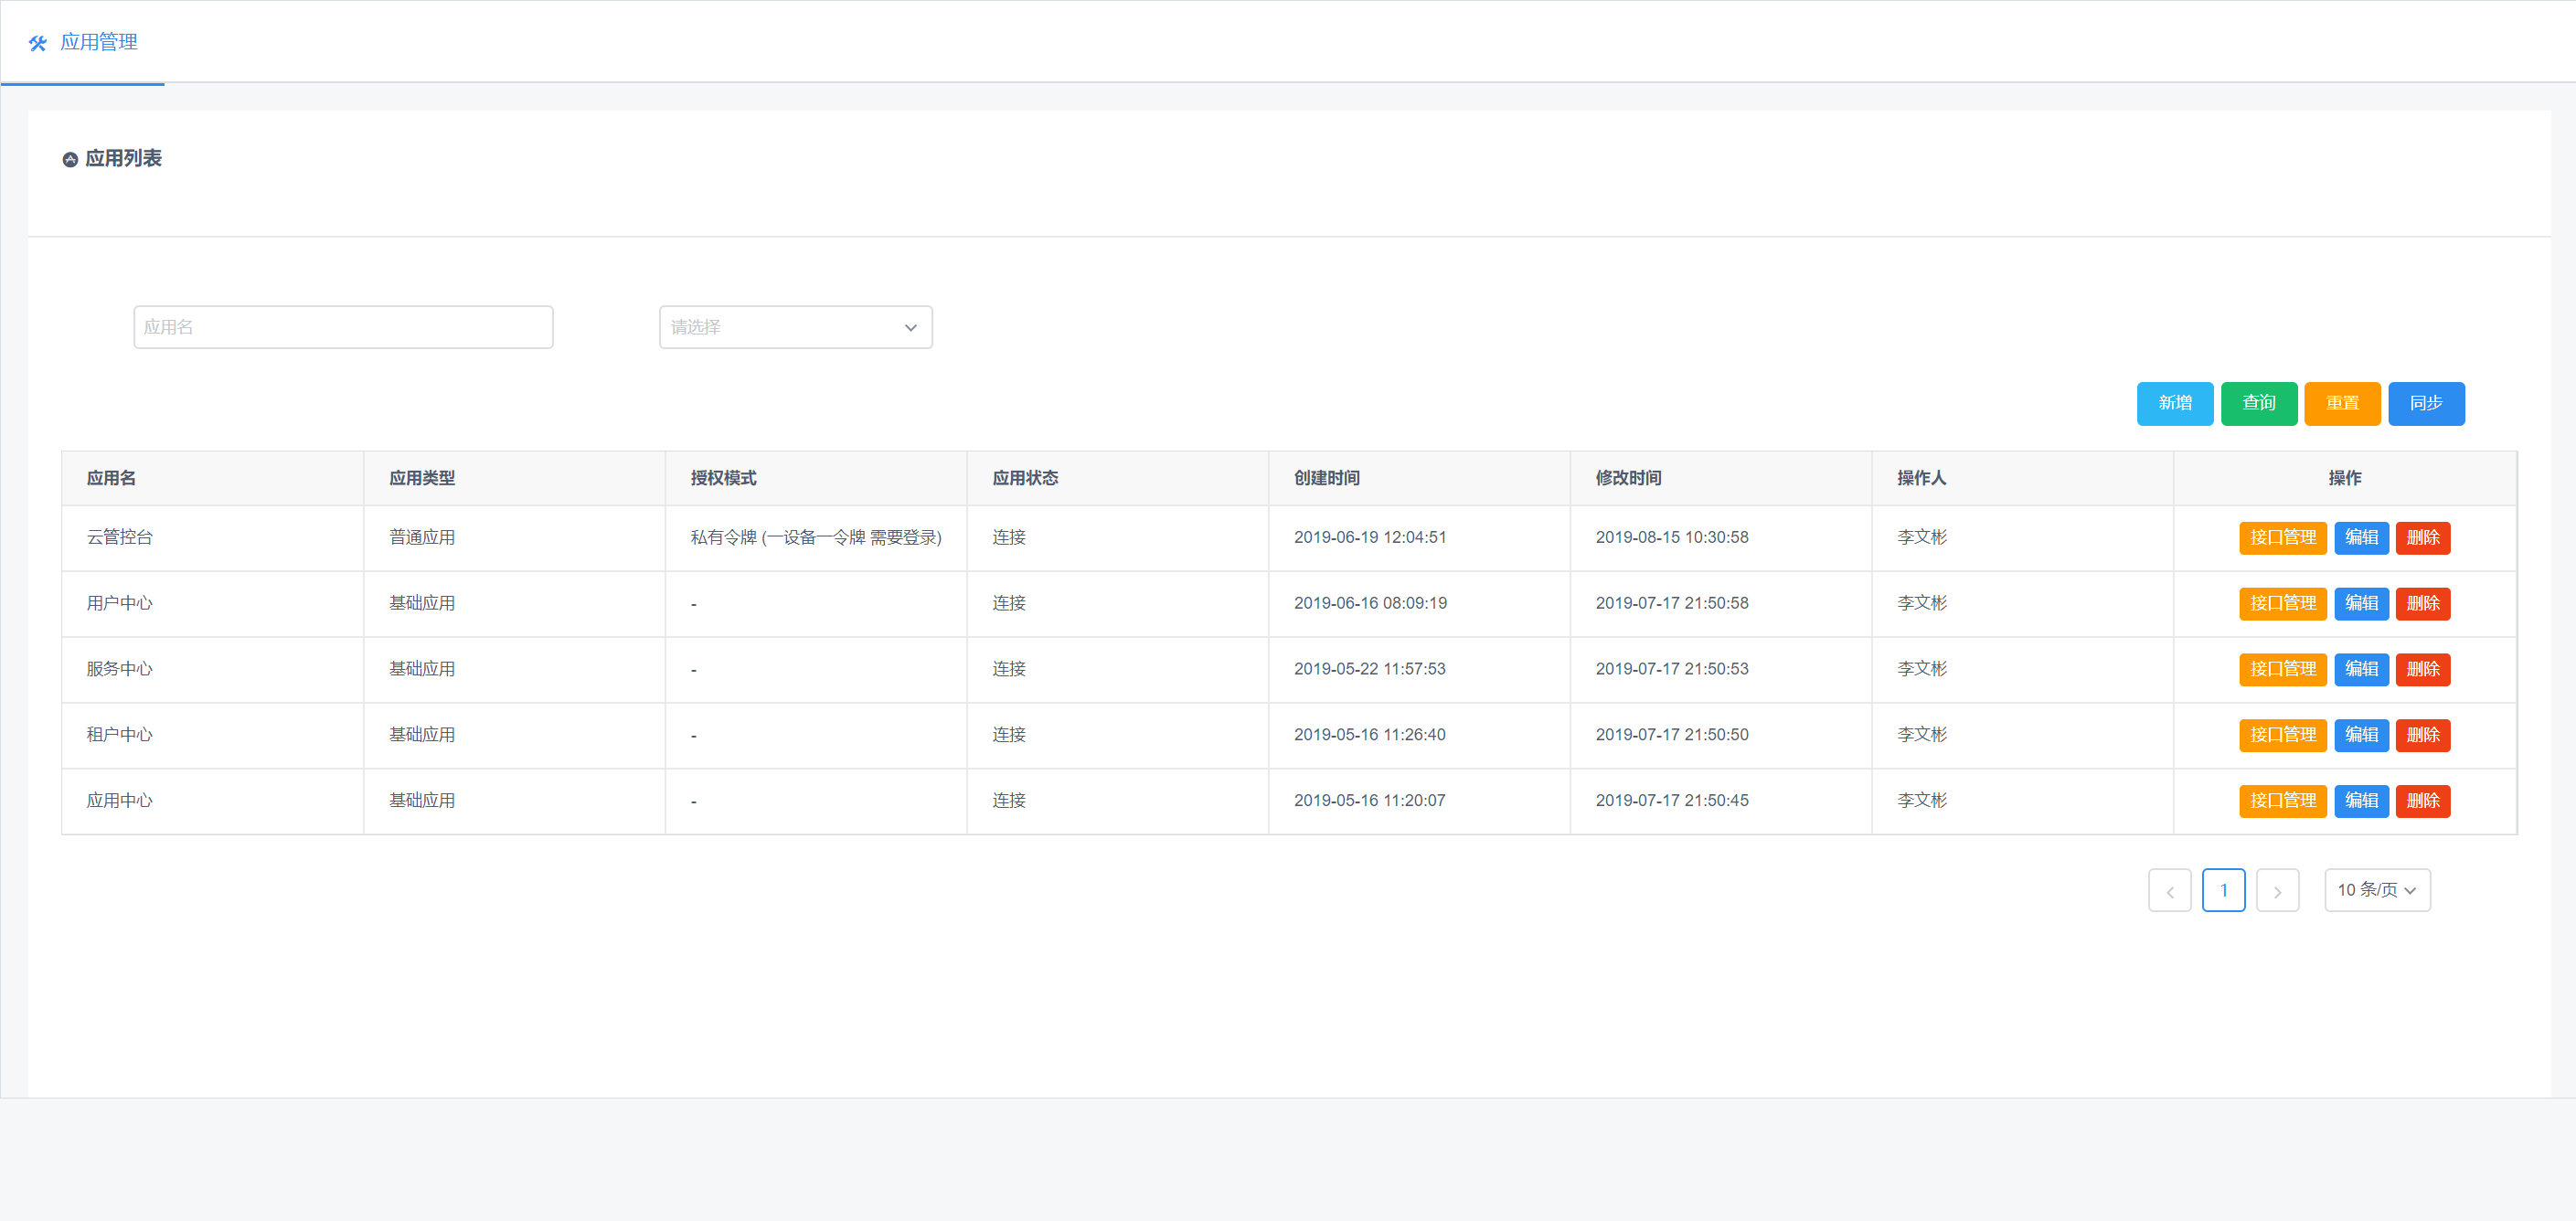 应用管理
应用列表
应用名 请选择
新增 查询 重置 同步
应用名 应用类型 授权模式 应用状态 创建时间 修改时间 操作人 操作
云管控台 普通应用 私有令牌 (一设备一令牌 需要登录) 连接 2019-06-19 12:04:51 2019-08-15 10:30:58 李文彬 接口管理 编辑 删除
用户中心 基础应用 - 连接 2019-06-16 08:09:19 2019-07-17 21:50:58 李文彬 接口管理 编辑 删除
服务中心 基础应用 - 连接 2019-05-22 11:57:53 2019-07-17 21:50:53 李文彬 接口管理 编辑 删除
租户中心 基础应用 - 连接 2019-05-16 11:26:40 2019-07-17 21:50:50 李文彬 接口管理 编辑 删除
应用中心 基础应用 - 连接 2019-05-16 11:20:07 2019-07-17 21:50:45 李文彬 接口管理 编辑 删除
1 10 条/页